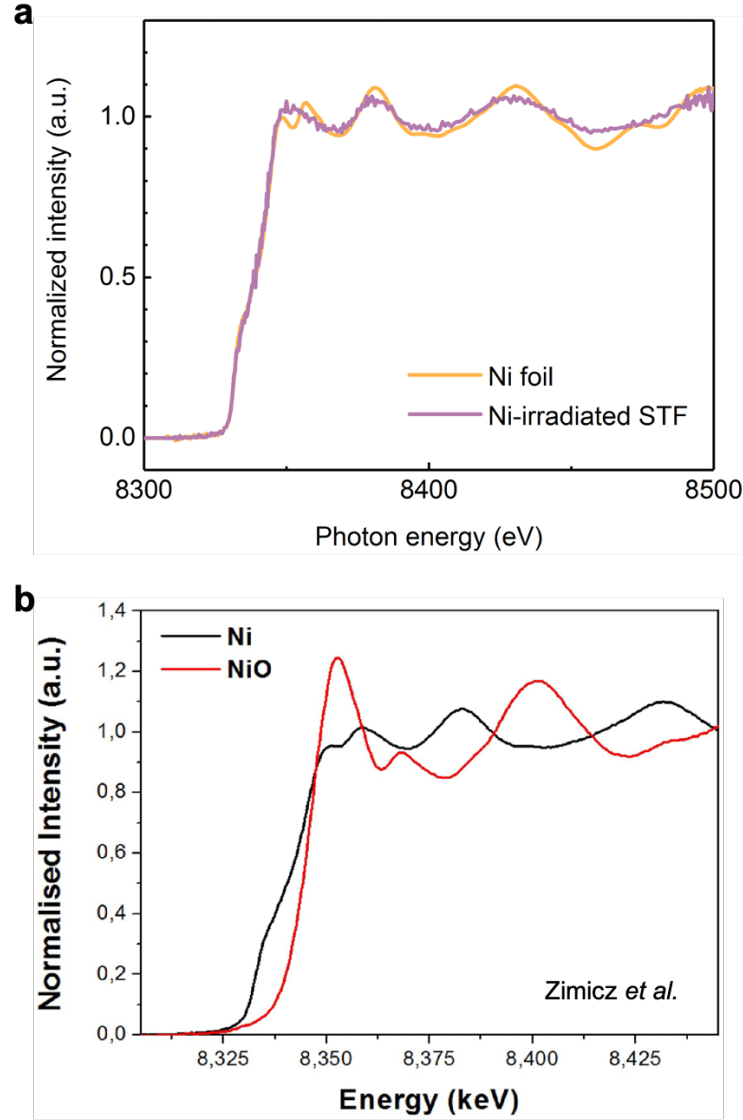 a
Normalized intensity (a.u.)
1.0
0.5
0.0
Ni foil
Ni-irradiated STF
8300
8400
8500
Photon energy (eV)
b
Normalised Intensity (a.u.)
1,4
1,2
1,0
0,8
0,6
0,4
0,2
0,0
Ni
NiO
Zimicz et al.
8,325
8,350
8,375
8,400
8,425
Energy (keV)